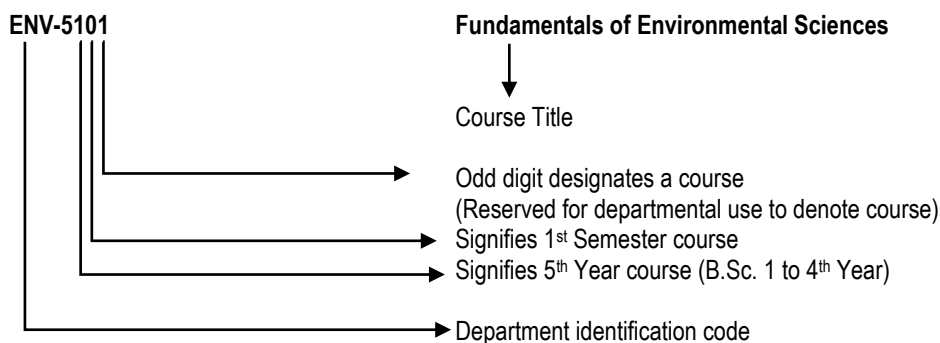 ENV-5101 Fundamentals of Environmental Sciences
Course Title
Odd digit designates a course
(Reserved for departmental use to denote course)
Signifies 1st Semester course
Signifies 5th Year course (B.Sc. 1 to 4th Year)
Department identification code